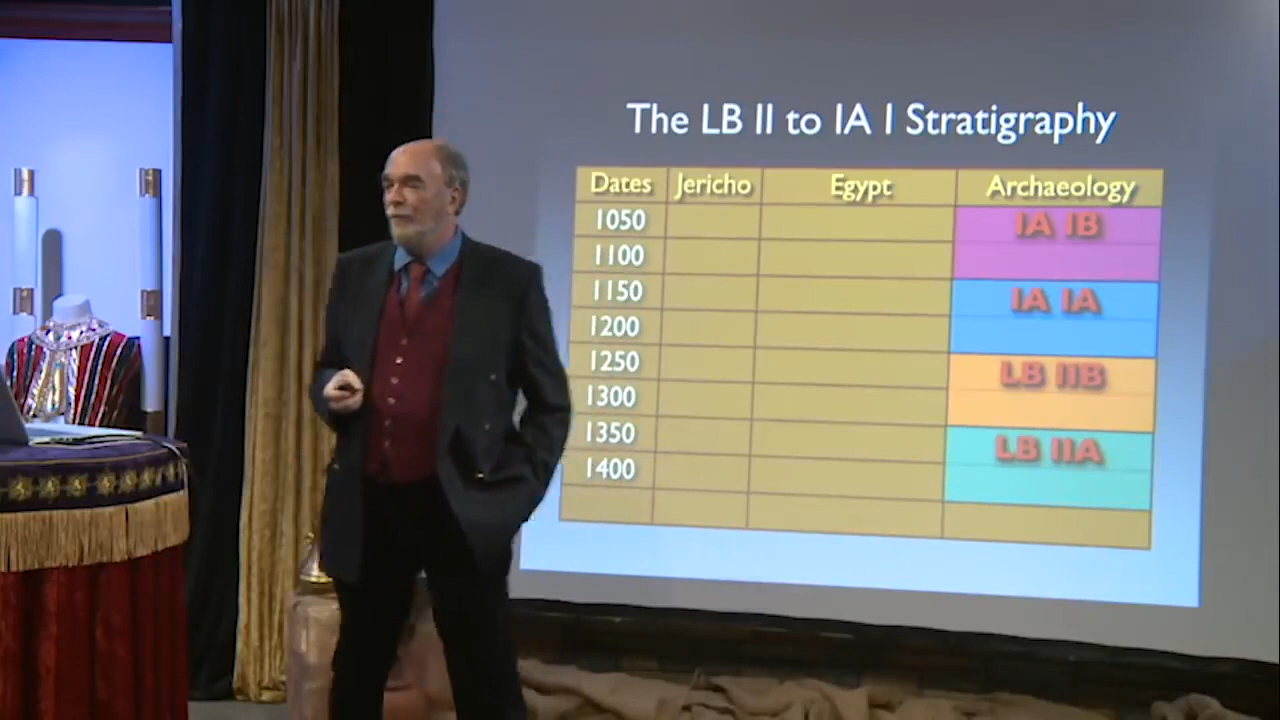 The LB II to IA I Stratigraphy
Dates Jericho Egypt Archaeology
1050 IA IB
1100
1150 IA IA
1200
1250 LB IIB
1300
1350 LB IIA
1400